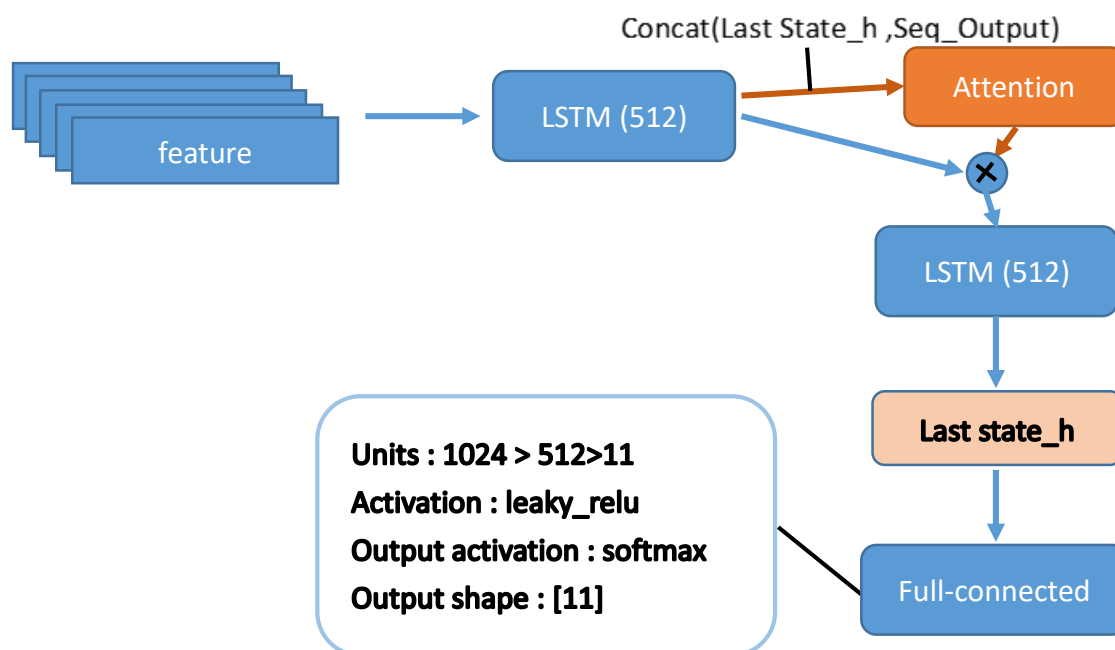 Concat(Last State_h ,Seq_Output)
feature
LSTM (512)
Attention
LSTM (512)
Last state_h
Units : 1024 > 512>11
Activation : leaky_relu
Output activation : softmax
Output shape : [11]
Full-connected